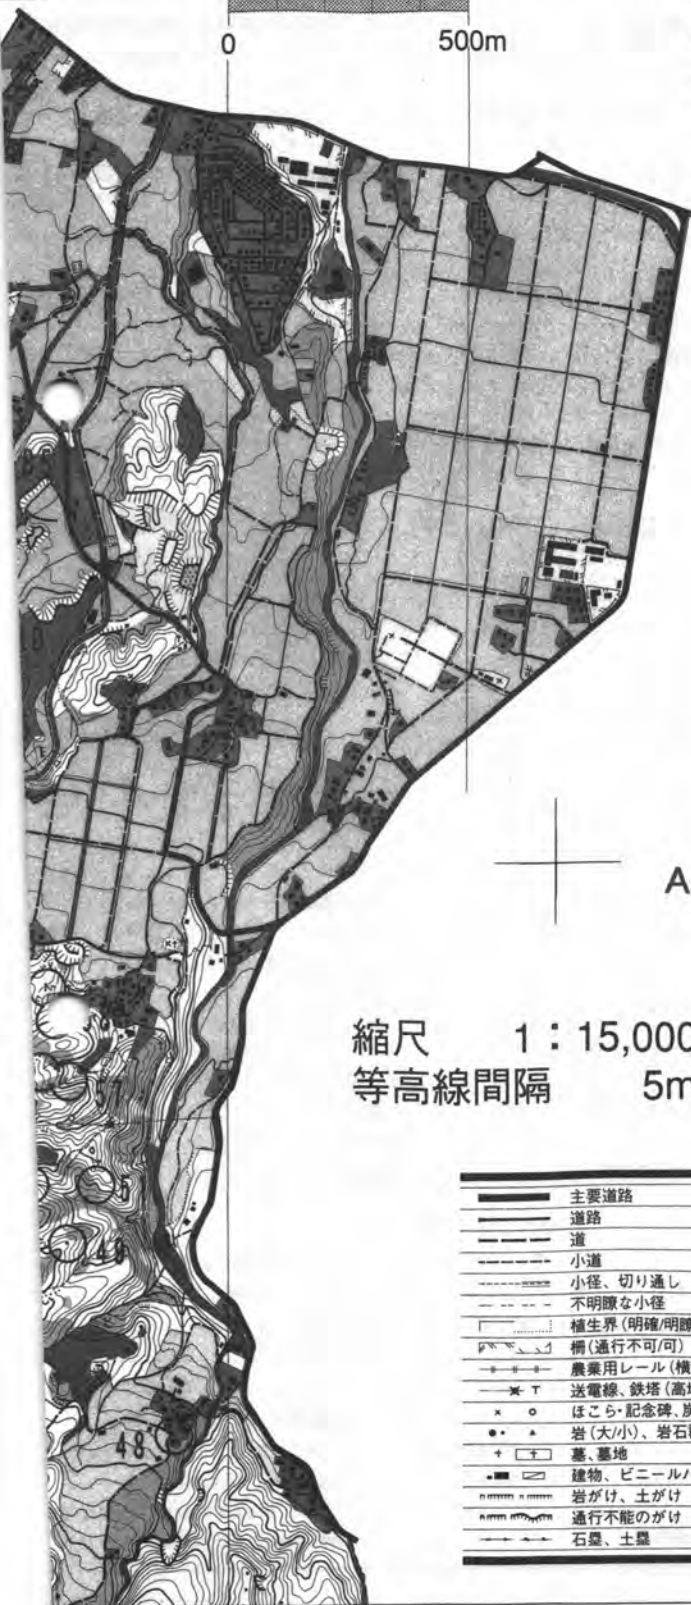 0
500m
A
縮尺 1：15,000
等高線間隔 5m
57
5
49
48
主要道路
道路
道
小道
小径、切り通し
不明瞭な小径
植生界(明確/明瞭
柵(通行不可/可)
農業用レール(横
送電線、鉄塔(高
ほこら・記念碑、炭
岩(大/小)、岩石
墓、墓地
建物、ビニールハ
岩がけ、土がけ
通行不能のがけ
石塁、土塁